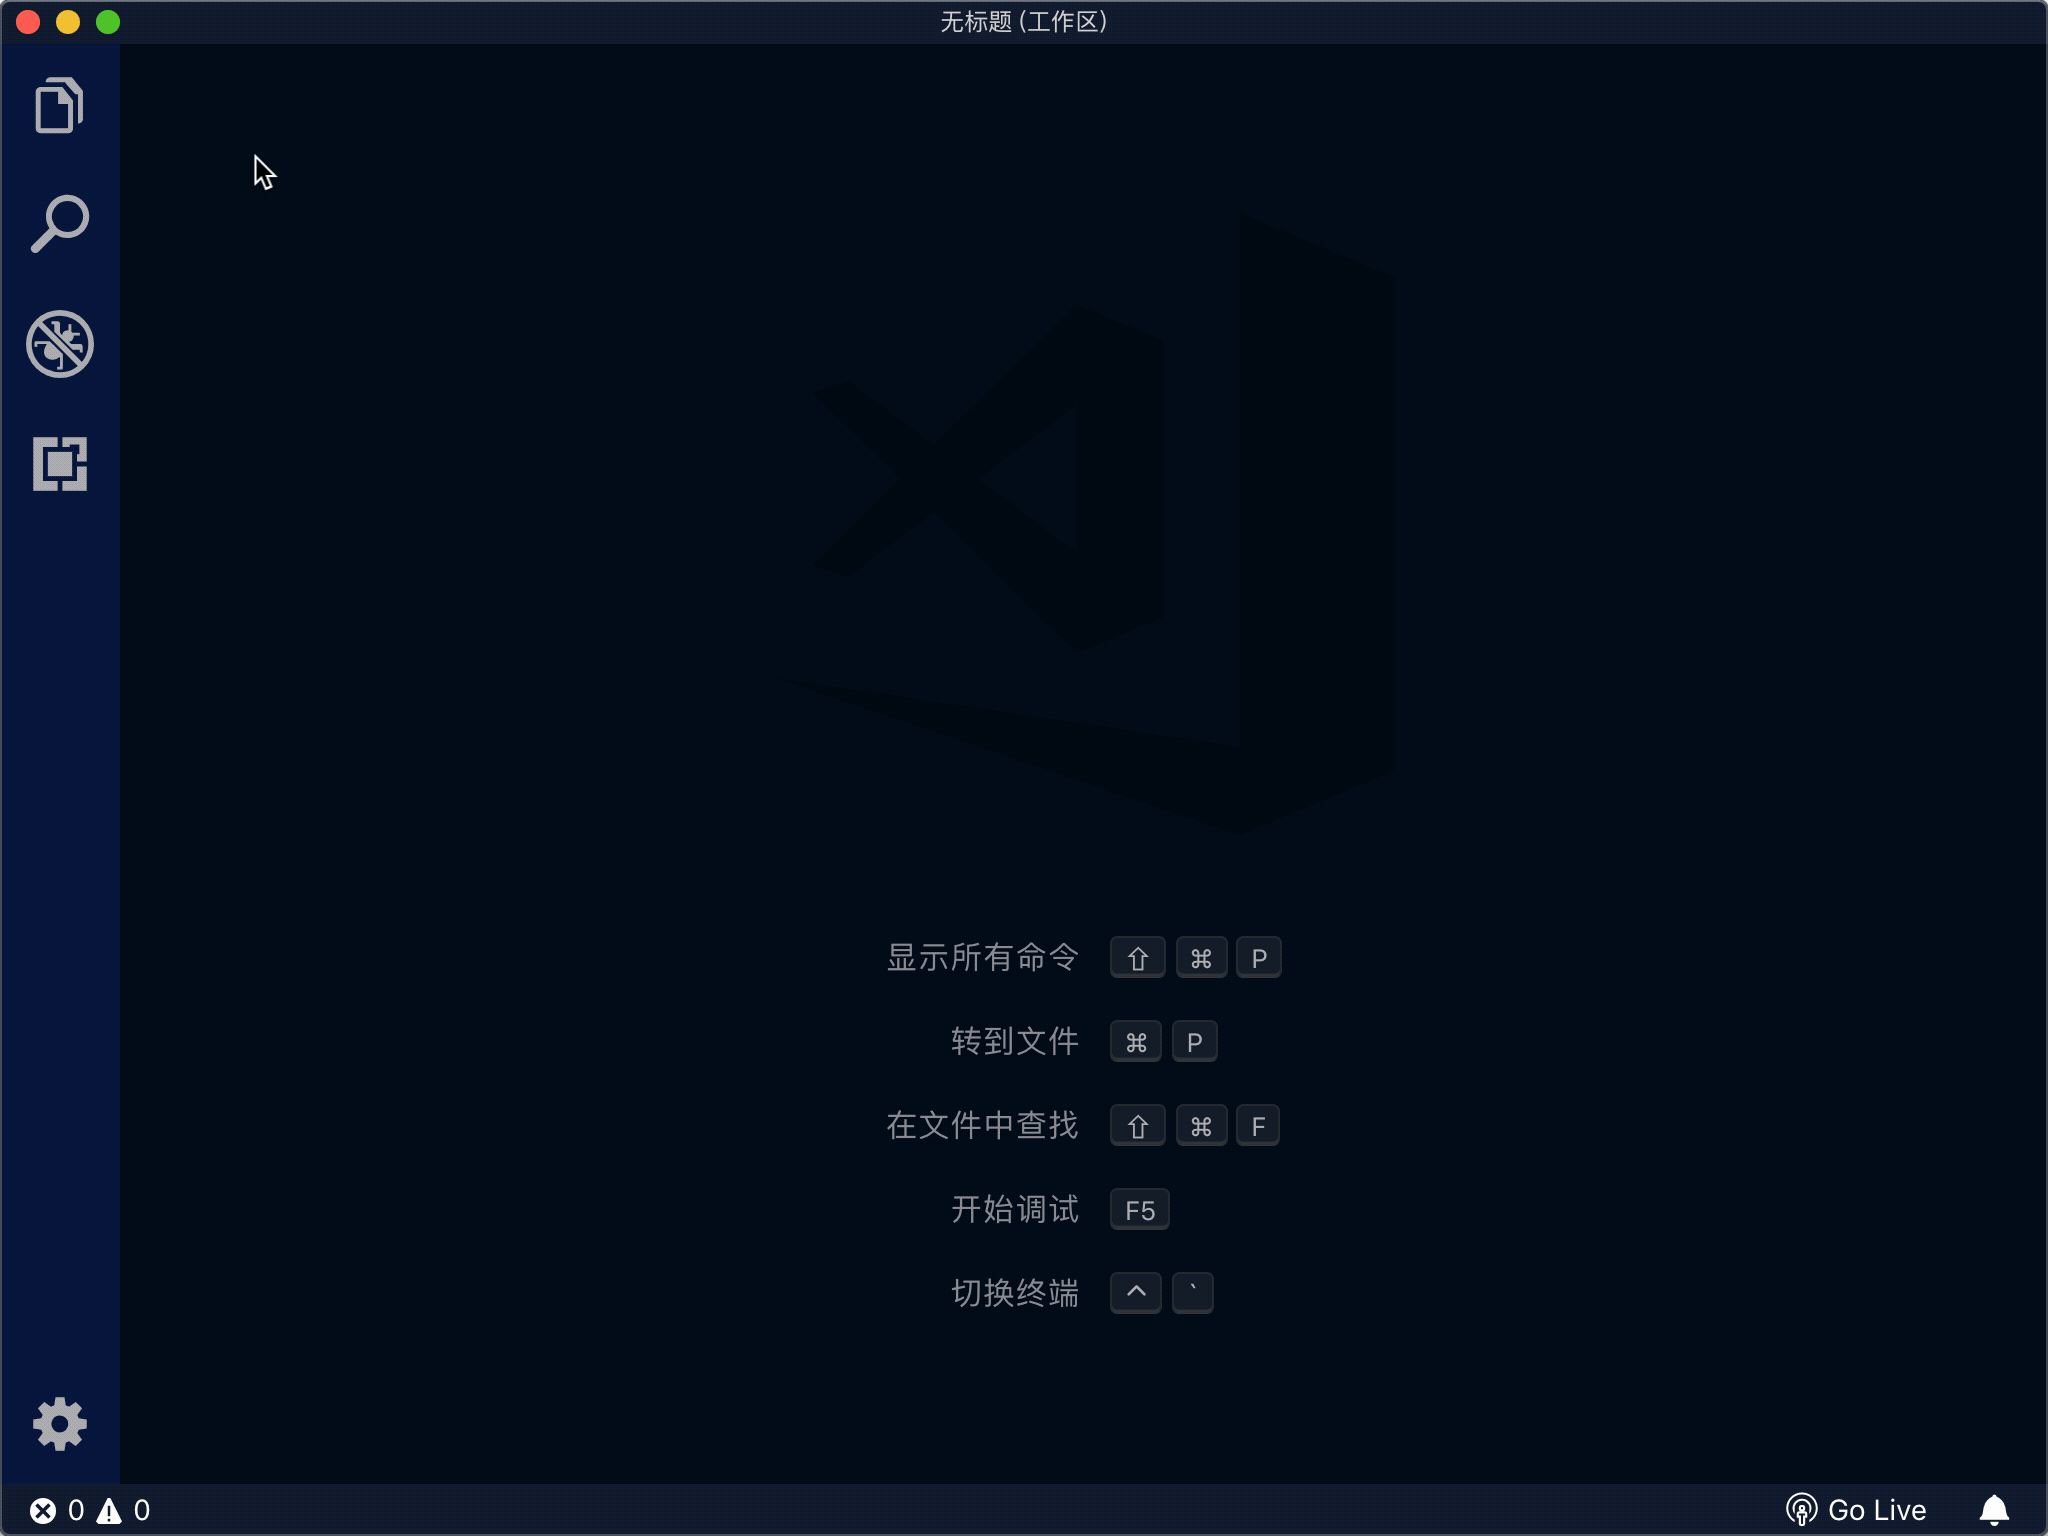 无标题 (工作区)
显示所有命令 ⇧ ⌘ P
转到文件 ⌘ P
在文件中查找 ⇧ ⌘ F
开始调试 F5
切换终端 ^ `
0 0 Go Live